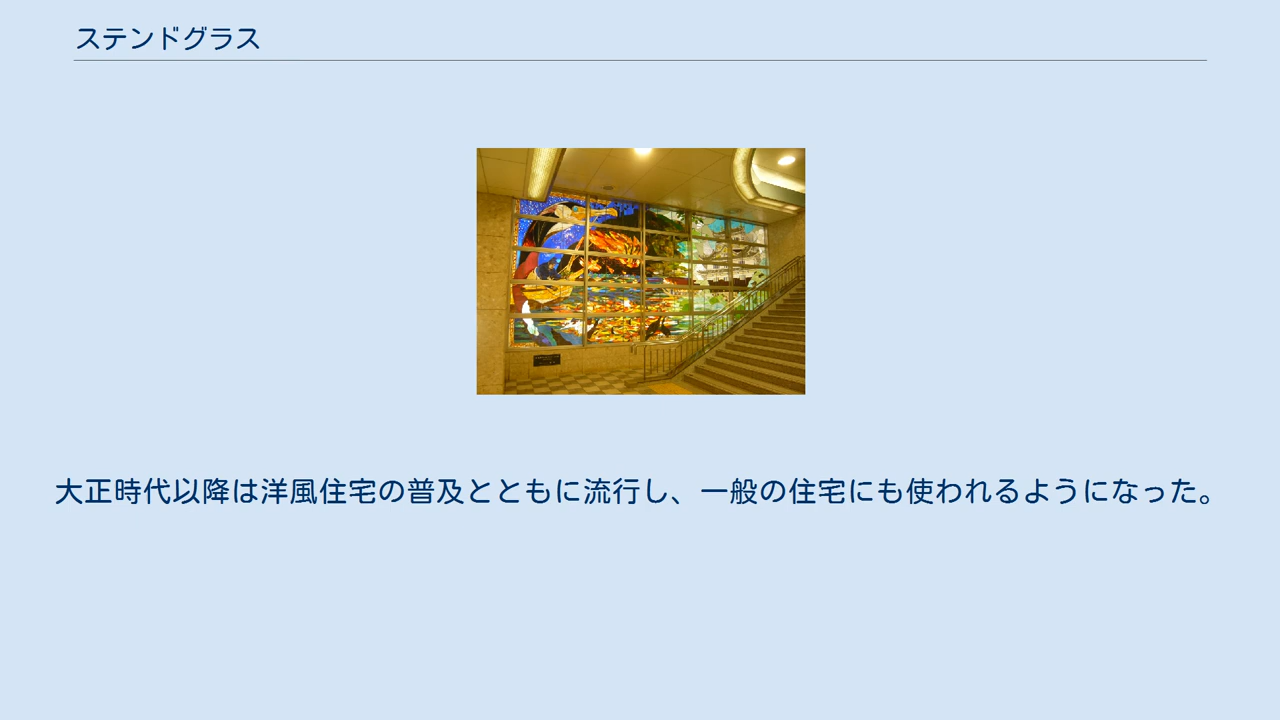 ステンドグラス
大正時代以降は洋風住宅の普及とともに流行し、一般の住宅にも使われるようになった。